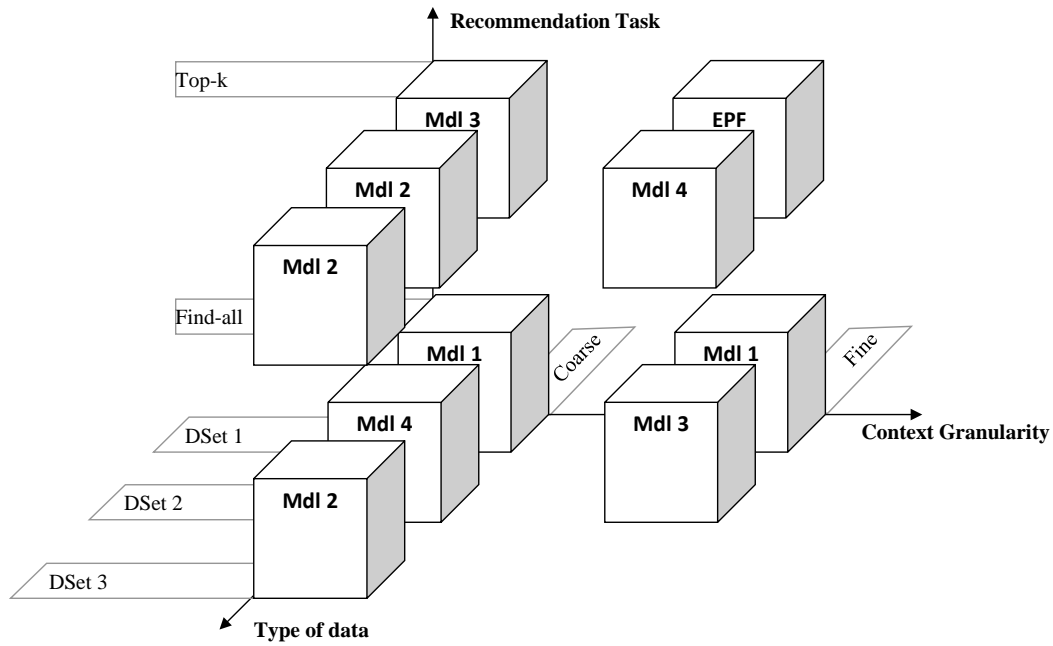 Recommendation Task
Top-k
Mdl 3
EPF
Mdl 2
Mdl 4
Mdl 2
Find-all
Mdl 1
Coarse
Mdl 1
Fine
DSet 1
Mdl 4
Mdl 3
Context Granularity
DSet 2
Mdl 2
DSet 3
Type of data